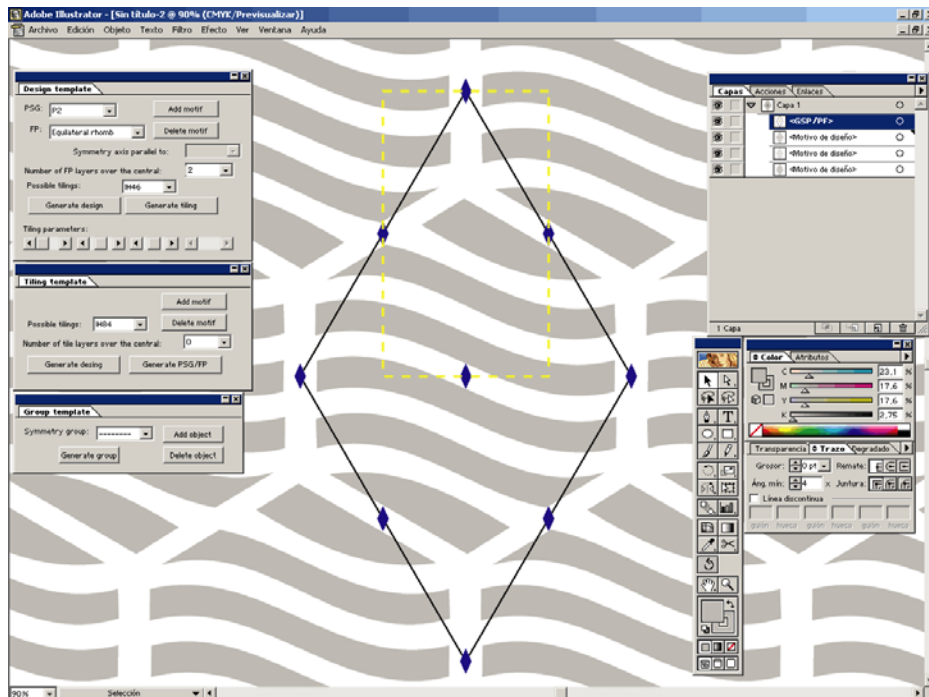 Adobe Illustrator - [Sin título-2 @ 90% (CMYK/Previsualizar)]
Archivo Edición Objeto Texto Filtro Efecto Ver Ventana Ayuda
Design template
PSG: P2 Add motif
FP: Equilateral rhomb Delete motif
Symmetry axis parallel to:
Number of FP layers over the central: 2
Possible tilings: IH46
Generate design Generate tiling
Tiling parameters:
Tiling template
Add motif
Possible tilings: IH84 Delete motif
Number of tile layers over the central: 0
Generate desing Generate PSG/FP
Group template
Symmetry group: -------- Add object
Generate group Delete object
Capas Acciones Enlaces
Capa 1
<GSP/PF>
<Motivo de diseño>
<Motivo de diseño>
<Motivo de diseño>
1 Capa
Color Atributos
C 23,1 %
M 17,6 %
Y 17,6 %
K 2,75 %
Transparencia Trazo Degradado
Grosor: 0 pt Remate:
Áng. mín: 4 x Juntura:
Línea discontinua
guión hueco guión hueco guión hueco
90% Selección